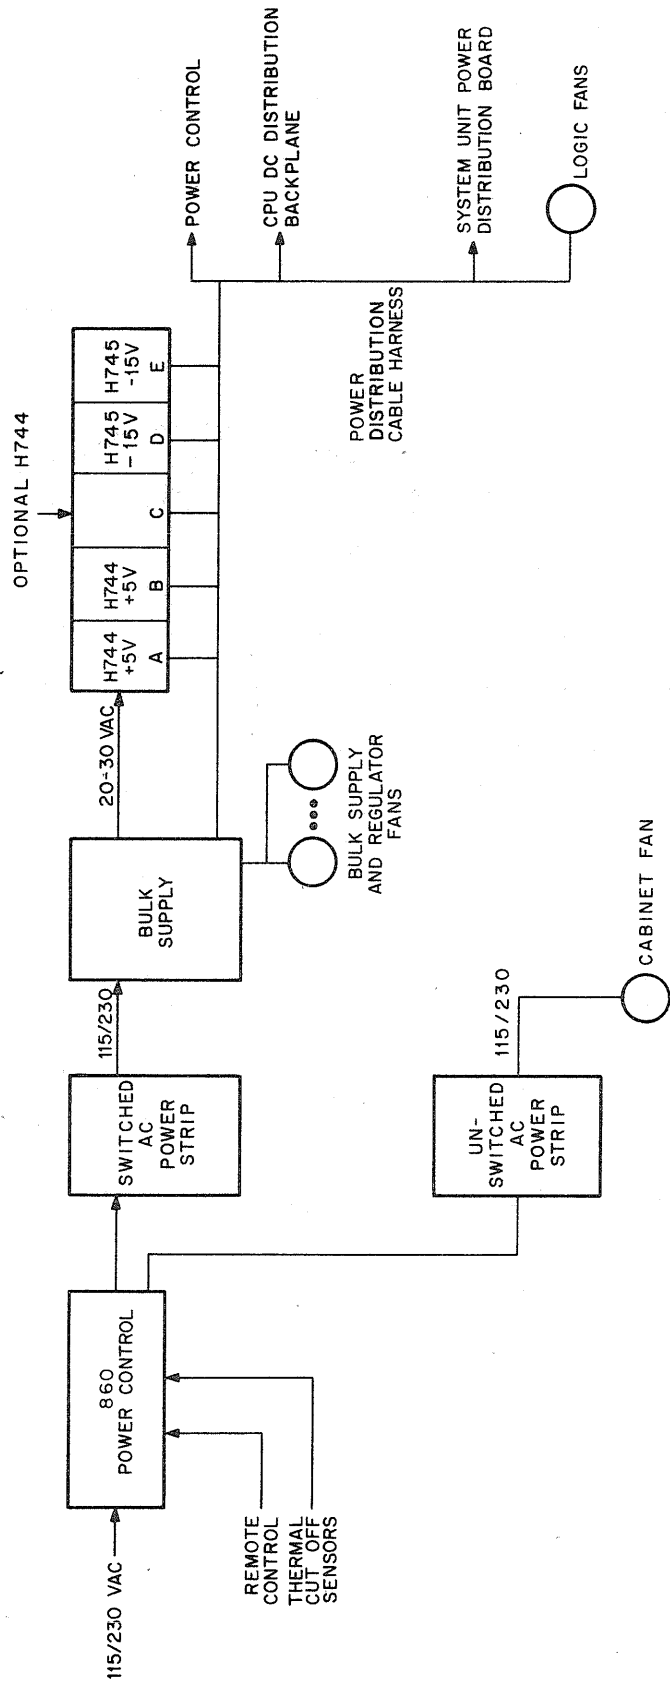 115/230 VAC
860
POWER CONTROL
REMOTE
CONTROL
THERMAL
CUT OFF
SENSORS
SWITCHED
AC
POWER
STRIP
115/230
UN-
SWITCHED
AC
POWER
STRIP
115/230
CABINET FAN
BULK
SUPPLY
20-30 VAC
BULK SUPPLY
AND REGULATOR
FANS
OPTIONAL H744
H744
+5V
A
H744
+5V
B
C
H745
-15V
D
H745
-15V
E
POWER
DISTRIBUTION
CABLE HARNESS
POWER CONTROL
CPU DC DISTRIBUTION
BACKPLANE
SYSTEM UNIT POWER
DISTRIBUTION BOARD
LOGIC FANS